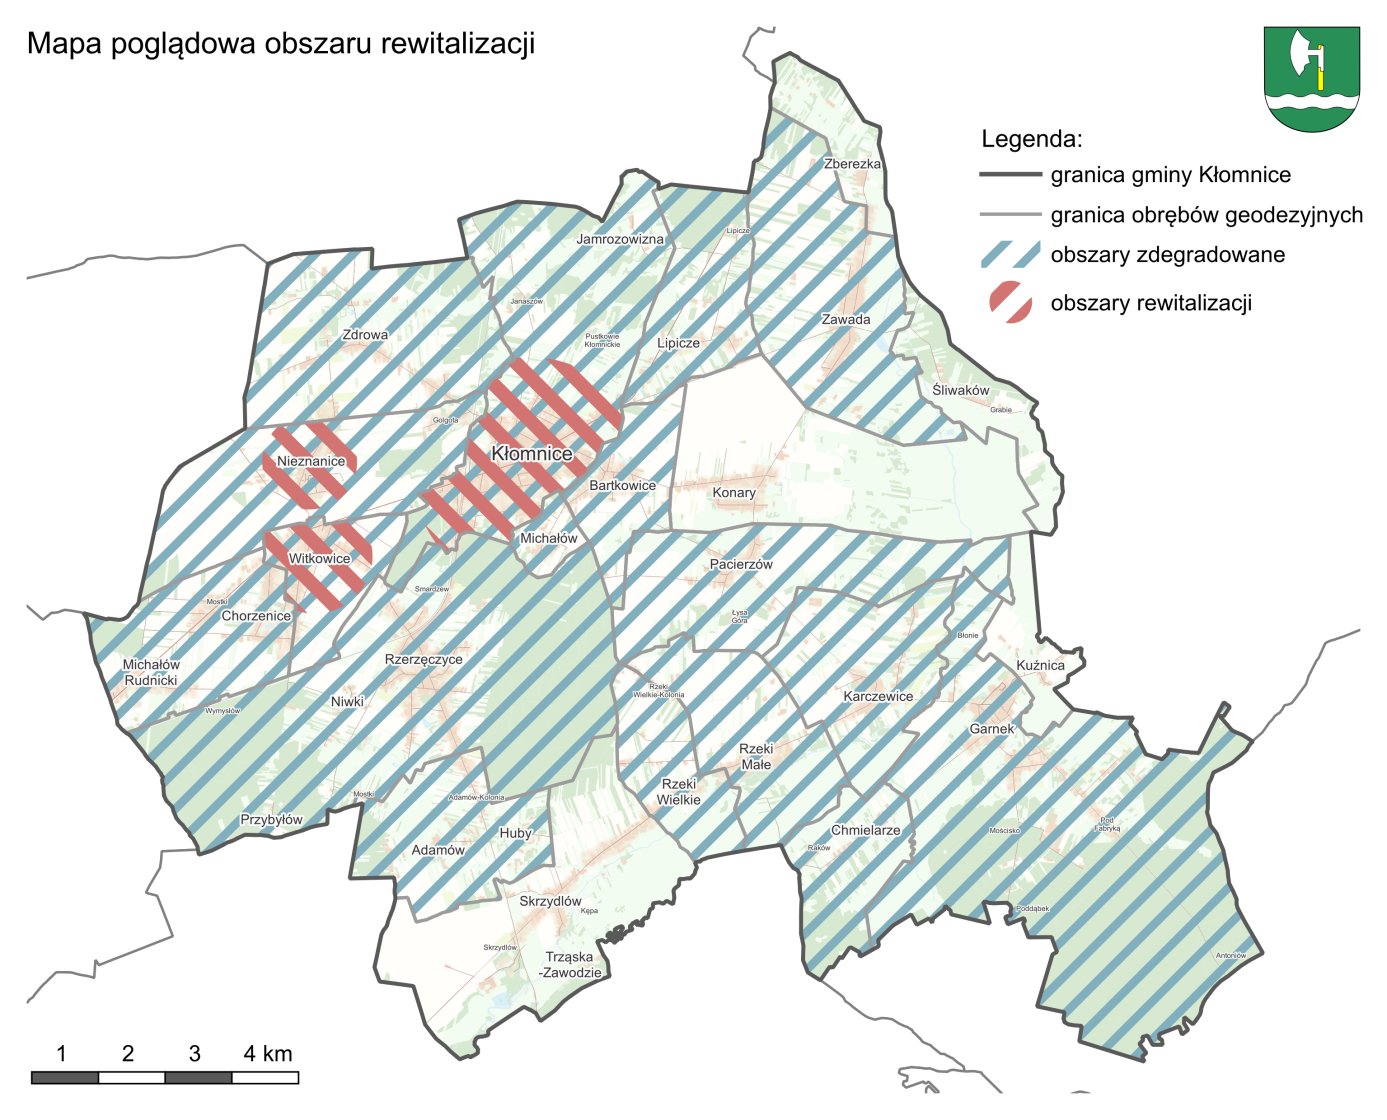 Mapa poglądowa obszaru rewitalizacji
Legenda:
granica gminy Kłomnice
granica obrębów geodezyjnych
obszary zdegradowane
obszary rewitalizacji
Zberezka
Lipicze
Jamrozowizna
Janaszów
Zawada
Zdrowa
Pustkowie
Kłomnickie
Lipicze
Śliwaków
Grabie
Gołgota
Kłomnice
Nieznanice
Bartkowice
Konary
Michałów
Witkowice
Pacierzów
Smardzew
Mostki
Chorzenice
Łysa
Góra
Błonie
Rzerzęczyce
Michałów
Rudnicki
Kuźnica
Rzeki
Wielkie-Kolonia
Karczewice
Niwki
Wymysłów
Garnek
Rzeki
Małe
Rzeki
Wielkie
Mostki
Adamów-Kolonia
Przybyłów
Huby
Adamów
Chmielarze
Raków
Mościsko
Pod
Fabryką
Skrzydlów
Kępa
Poddąbek
Skrzydlów
Trząska
-Zawodzie
Antoniów
1 2 3 4 km